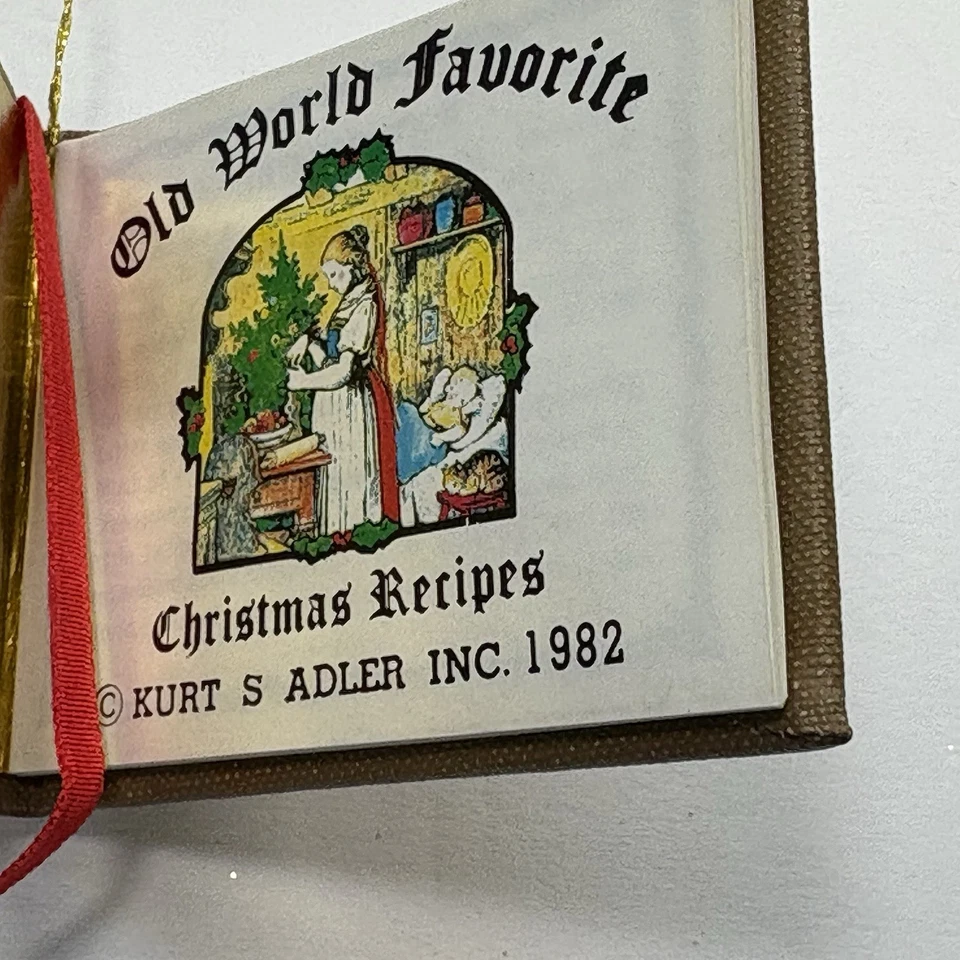 Old World Favorite
Christmas Recipes
© KURT S ADLER INC. 1982